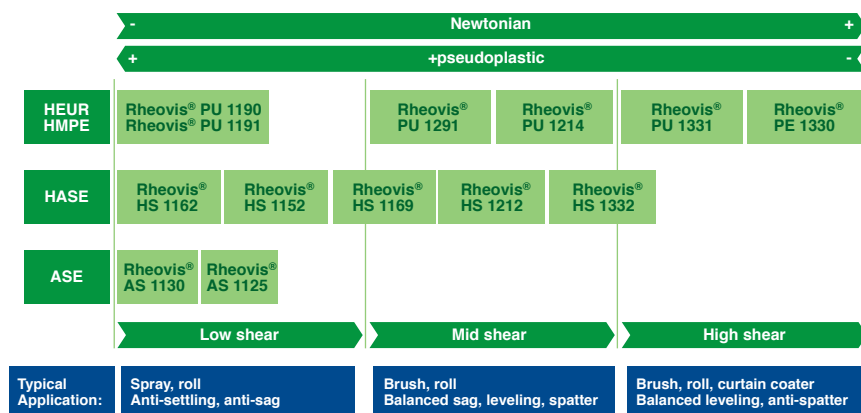 - Newtonian +
+ +pseudoplastic -
HEUR
HMPE
Rheovis® PU 1190
Rheovis® PU 1191
Rheovis®
PU 1291
Rheovis®
PU 1214
Rheovis®
PU 1331
Rheovis®
PE 1330
HASE
Rheovis®
HS 1162
Rheovis®
HS 1152
Rheovis®
HS 1169
Rheovis®
HS 1212
Rheovis®
HS 1332
ASE
Rheovis®
AS 1130
Rheovis®
AS 1125
Low shear
Mid shear
High shear
Typical
Application:
Spray, roll
Anti-settling, anti-sag
Brush, roll
Balanced sag, leveling, spatter
Brush, roll, curtain coater
Balanced leveling, anti-spatter